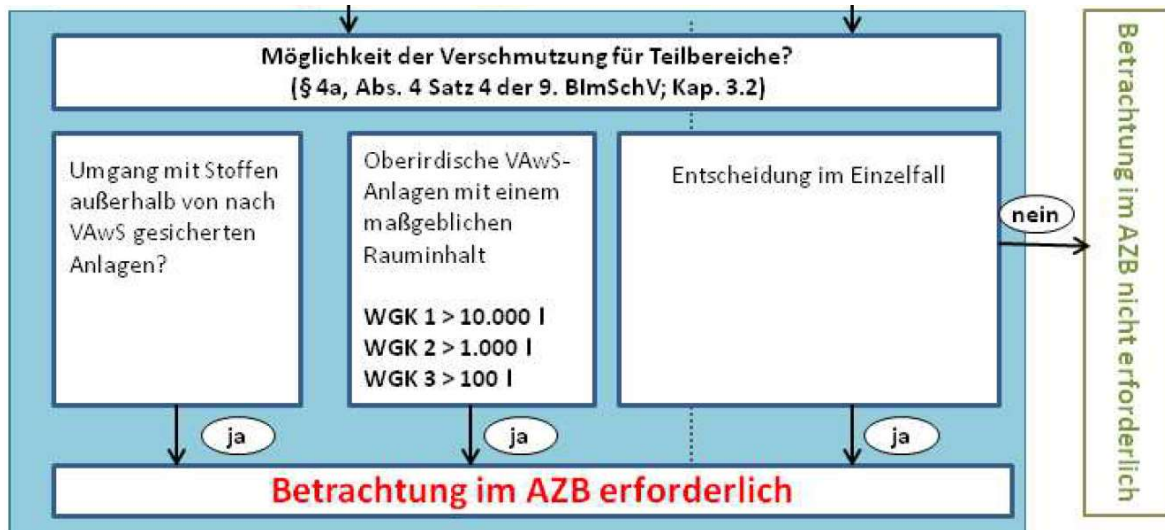 Möglichkeit der Verschmutzung für Teilbereiche?
(§ 4a, Abs. 4 Satz 4 der 9. BImSchV; Kap. 3.2)
Umgang mit Stoffen
außerhalb von nach
VAwS gesicherten
Anlagen?
Oberirdische VAwS-
Anlagen mit einem
maßgeblichen
Rauminhalt
WGK 1 > 10.000 l
WGK 2 > 1.000 l
WGK 3 > 100 l
Entscheidung im Einzelfall
nein
ja
ja
ja
Betrachtung im AZB erforderlich
Betrachtung im AZB nicht erforderlich